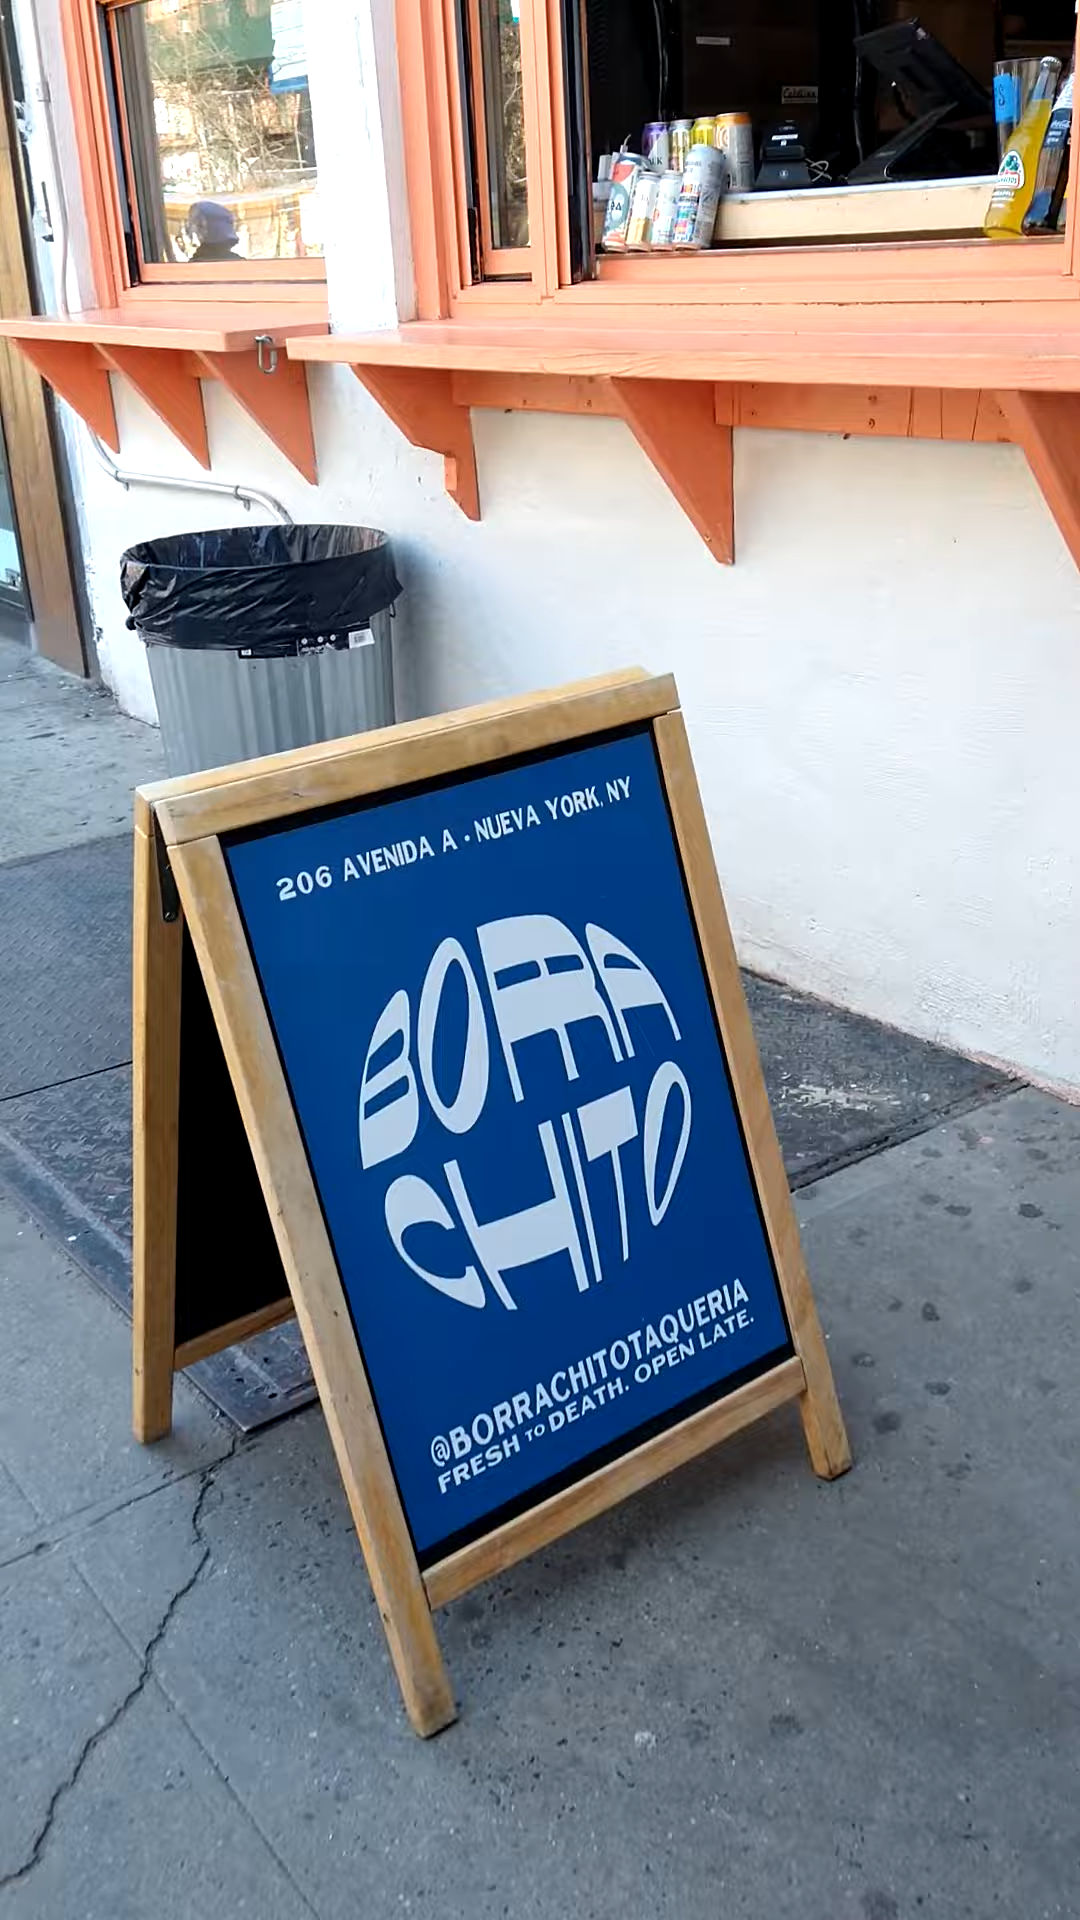 206 AVENIDA A • NUEVA YORK, NY
BORRA
CHITO
@BORRACHITOTAQUERIA
FRESH TO DEATH. OPEN LATE.